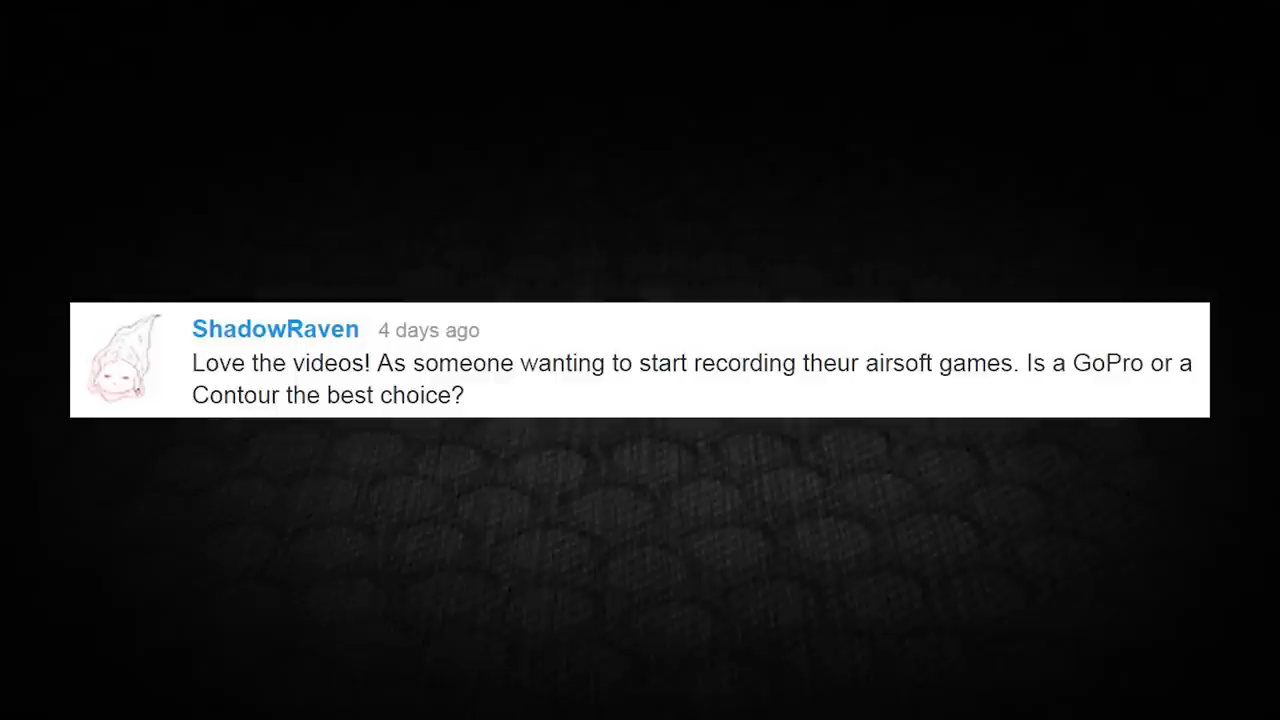 ShadowRaven 4 days ago
Love the videos! As someone wanting to start recording theur airsoft games. Is a GoPro or a
Contour the best choice?